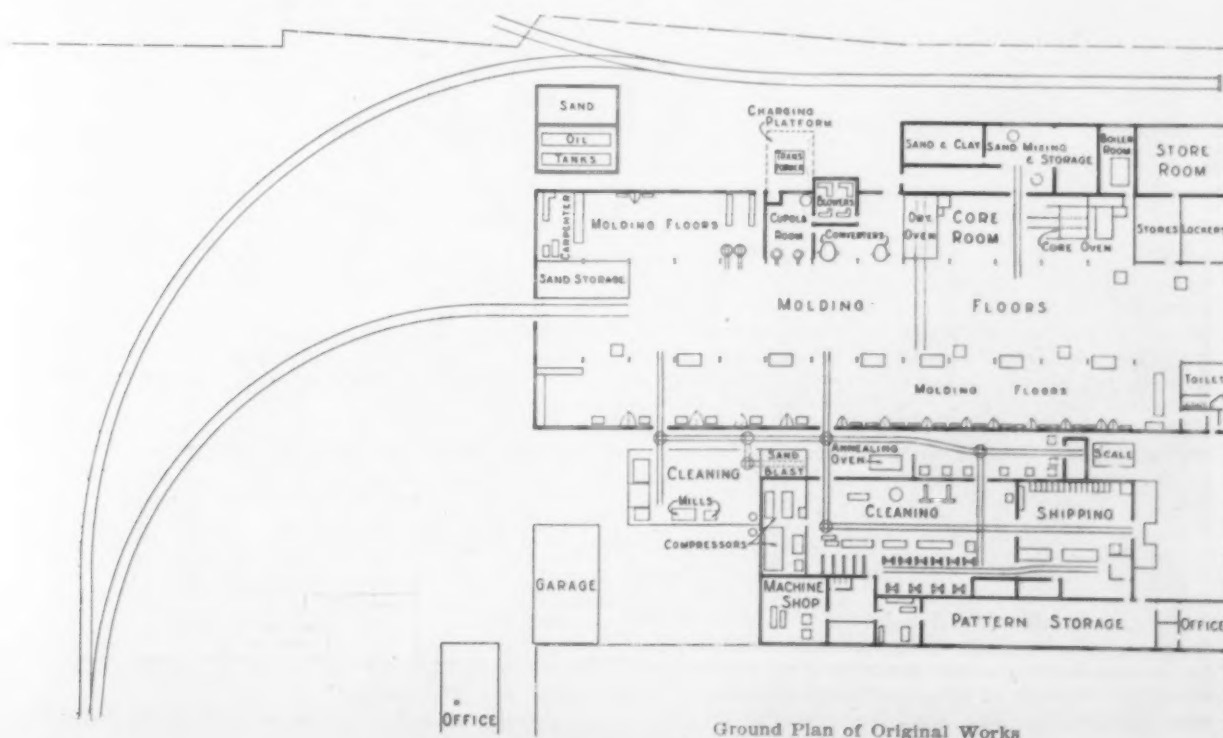 SAND
OIL
TANKS
CHARGING
PLATFORM
TRANS
FORMER
SAND & CLAY
SAND MIXING
& STORAGE
BOILER
ROOM
STORE
ROOM
CARPENTER
MOLDING FLOORS
CUPOLA
ROOM
BLOWERS
CONVERTERS
DRY.
OVEN
CORE
ROOM
CORE OVEN
STORES
LOCKERS
SAND STORAGE
MOLDING FLOORS
MOLDING FLOORS
TOILET
CLEANING
SAND
BLAST
ANNEALING
OVEN
SCALE
MILLS
CLEANING
SHIPPING
COMPRESSORS
GARAGE
MACHINE
SHOP
PATTERN STORAGE
OFFICE
OFFICE
Ground Plan of Original Works